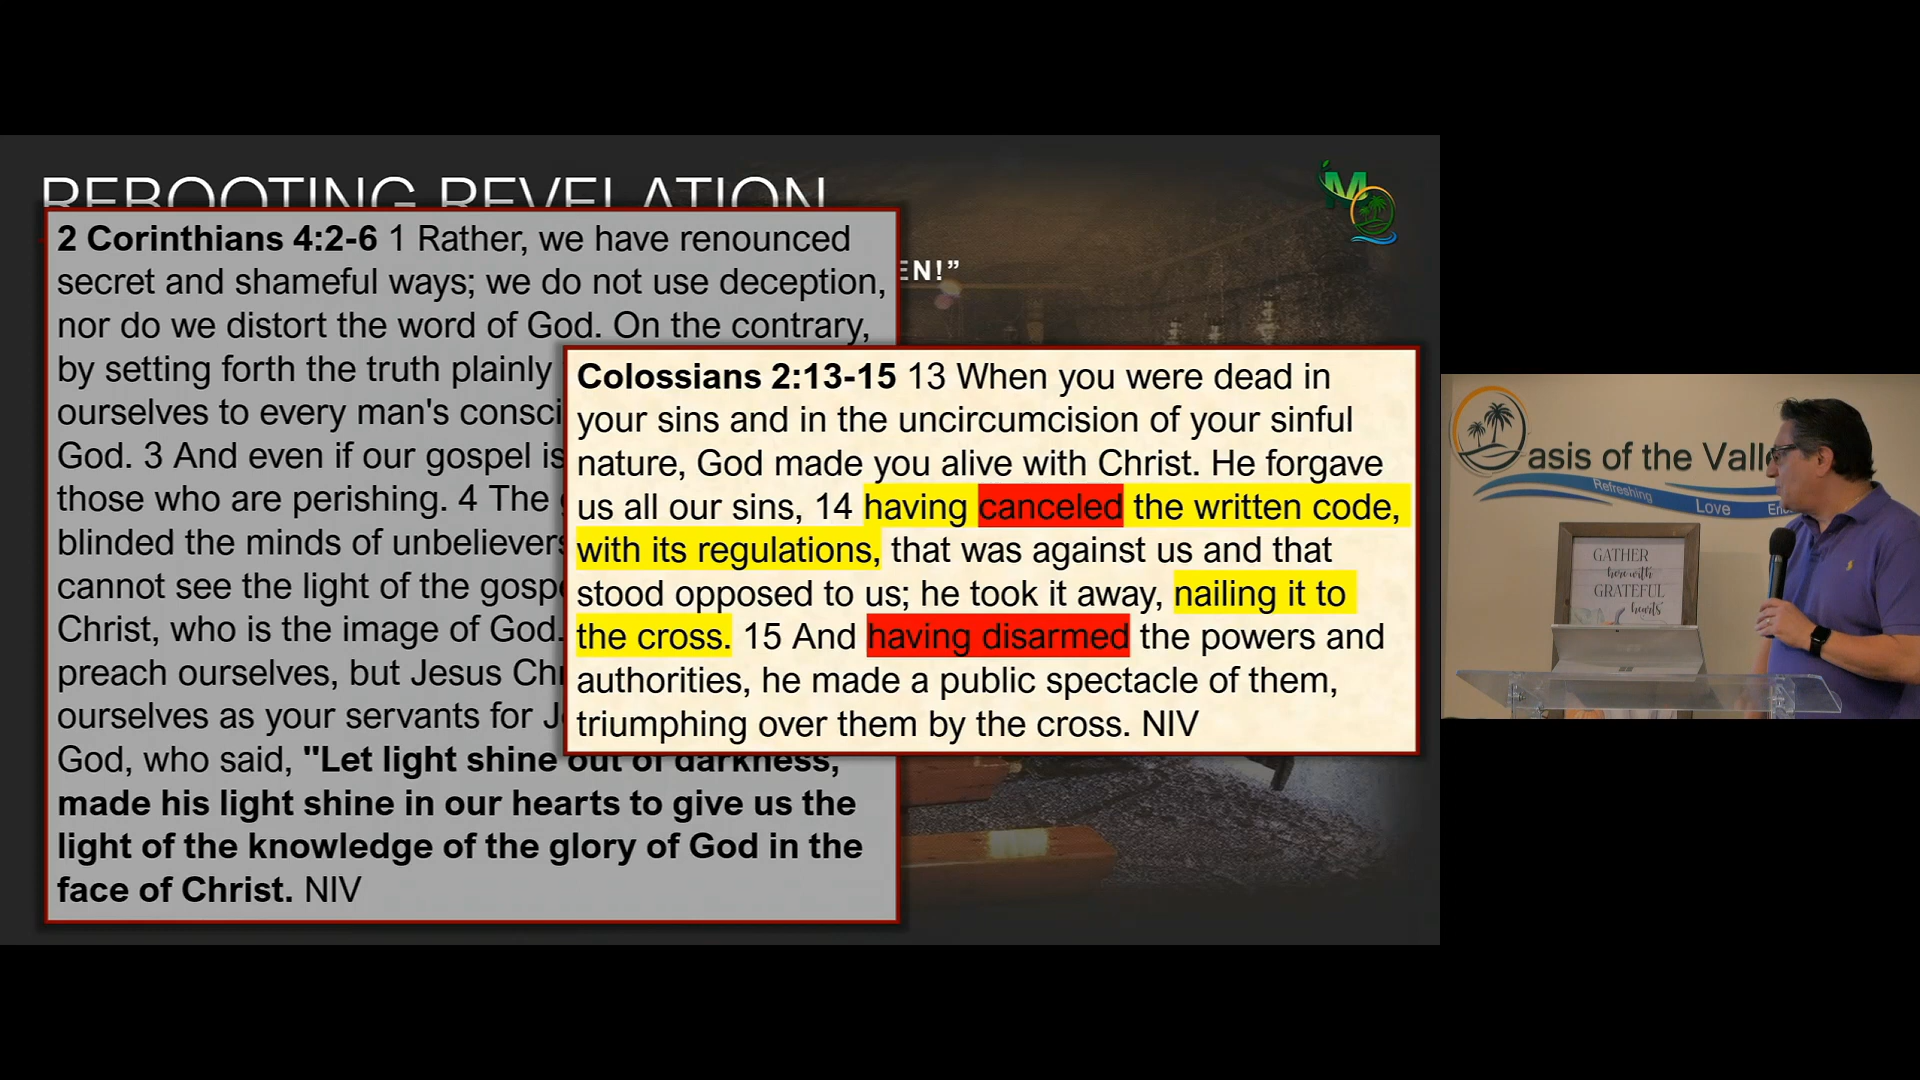 REBOOTING REVELATION
EN!”
2 Corinthians 4:2-6 1 Rather, we have renounced
secret and shameful ways; we do not use deception,
nor do we distort the word of God. On the contrary,
by setting forth the truth plainly
ourselves to every man's consci
God. 3 And even if our gospel is
those who are perishing. 4 The
blinded the minds of unbelievers
cannot see the light of the gosp
Christ, who is the image of God.
preach ourselves, but Jesus Chr
ourselves as your servants for J
God, who said, "Let light shine out of darkness,
made his light shine in our hearts to give us the
light of the knowledge of the glory of God in the
face of Christ. NIV
Colossians 2:13-15 13 When you were dead in
your sins and in the uncircumcision of your sinful
nature, God made you alive with Christ. He forgave
us all our sins, 14 having canceled the written code,
with its regulations, that was against us and that
stood opposed to us; he took it away, nailing it to
the cross. 15 And having disarmed the powers and
authorities, he made a public spectacle of them,
triumphing over them by the cross. NIV
M
asis of the Valle
Refreshing
Love
En
GATHER
here with
GRATEFUL
hearts